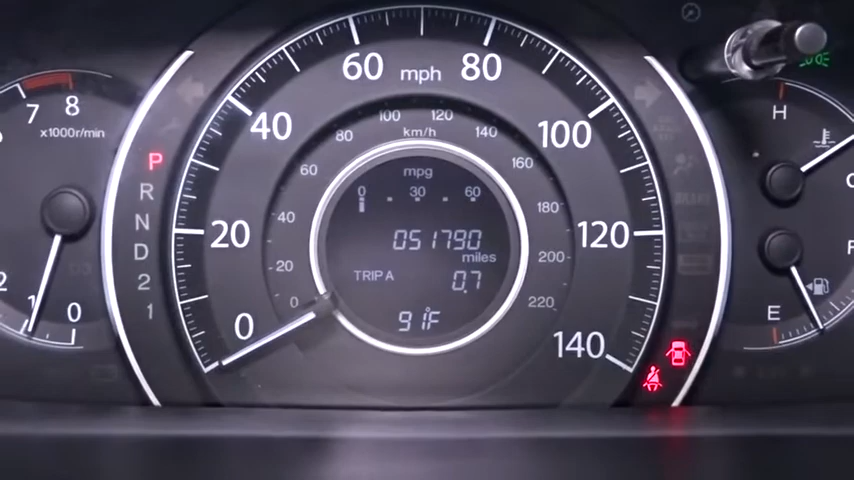 7 8
x1000r/min
2 1 0
P
R
N
D
2
1
0 20 40 60 mph 80 100 120 140
0 20 40 60 80 100 120 140 160 180 200 220
km/h
mpg
0 30 60
051790
miles
TRIP A 0.7
91°F
H
E